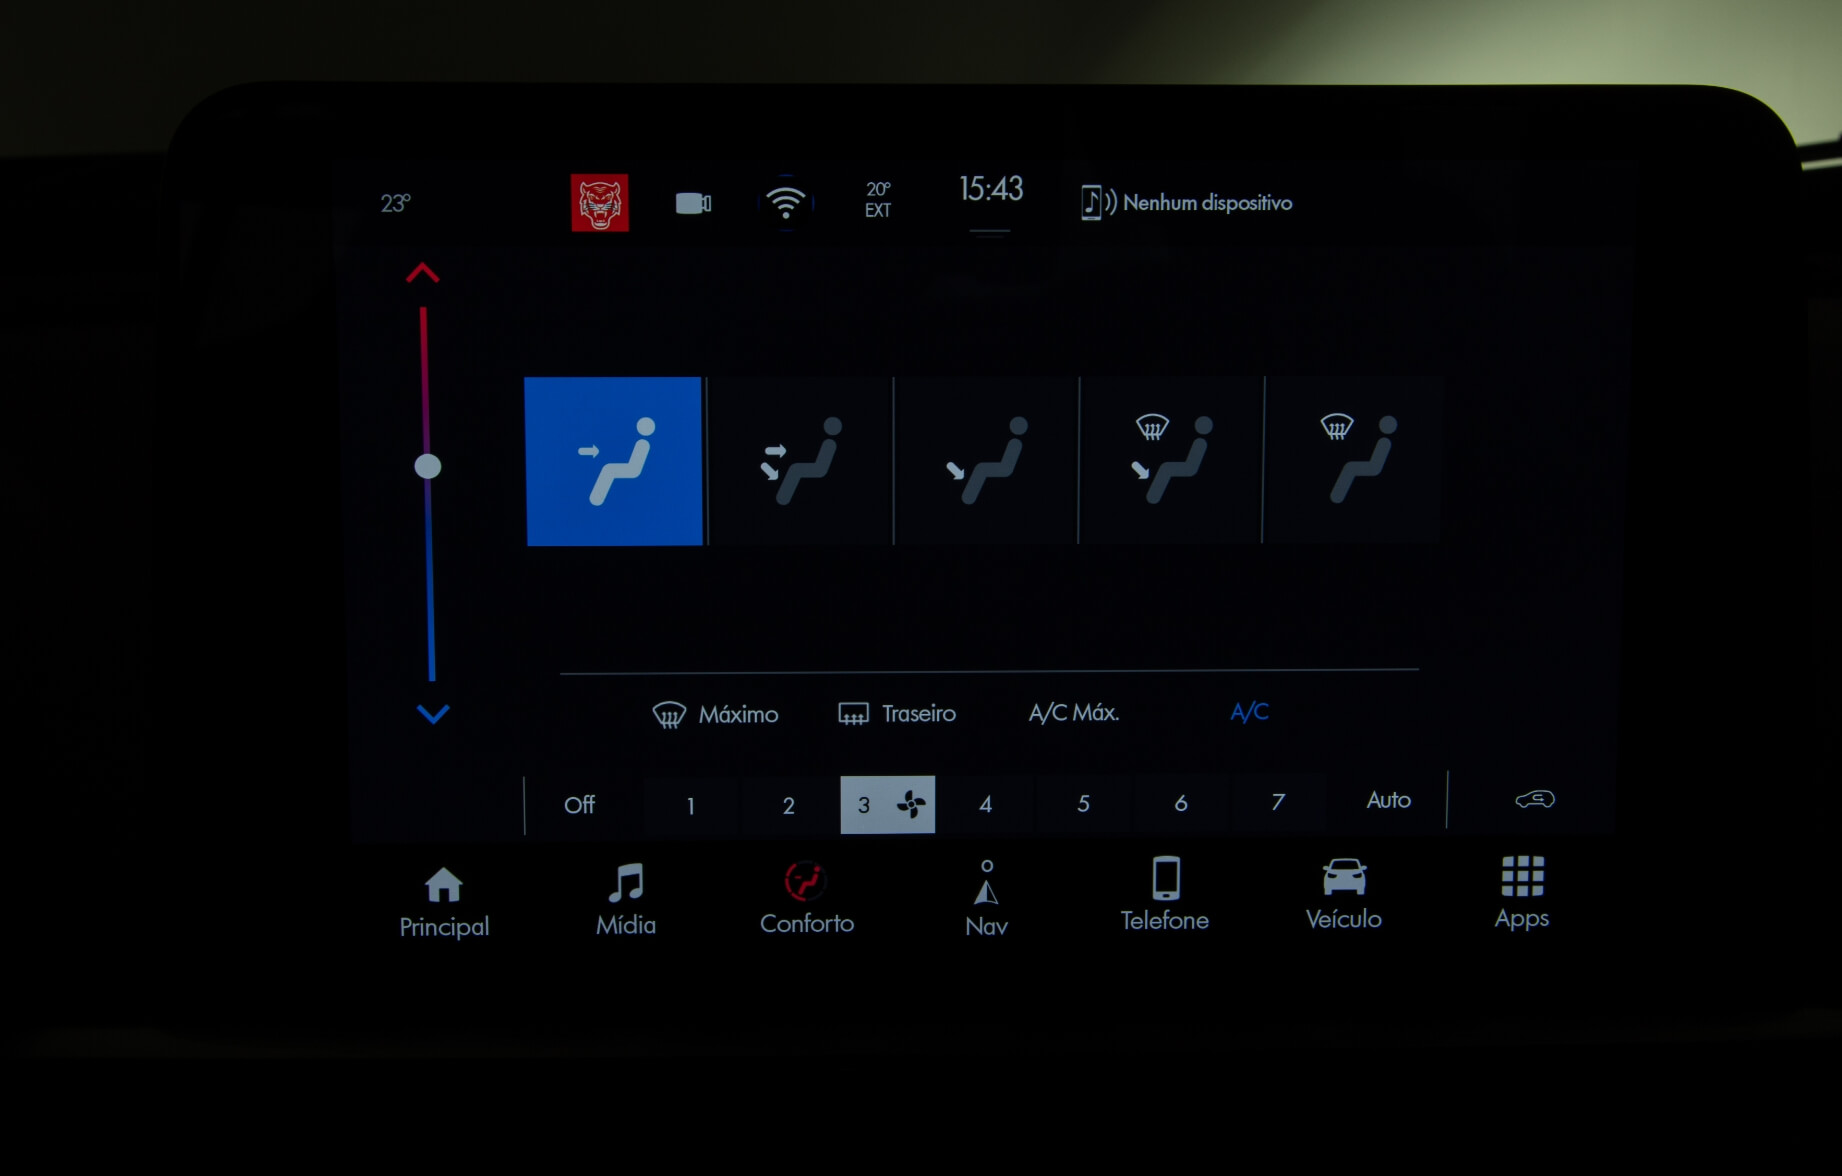 23°
20°
EXT
15:43
Nenhum dispositivo
Máximo
Traseiro
A/C Máx.
A/C
Off 1 2 3 4 5 6 7 Auto
Principal Mídia Conforto Nav Telefone Veículo Apps